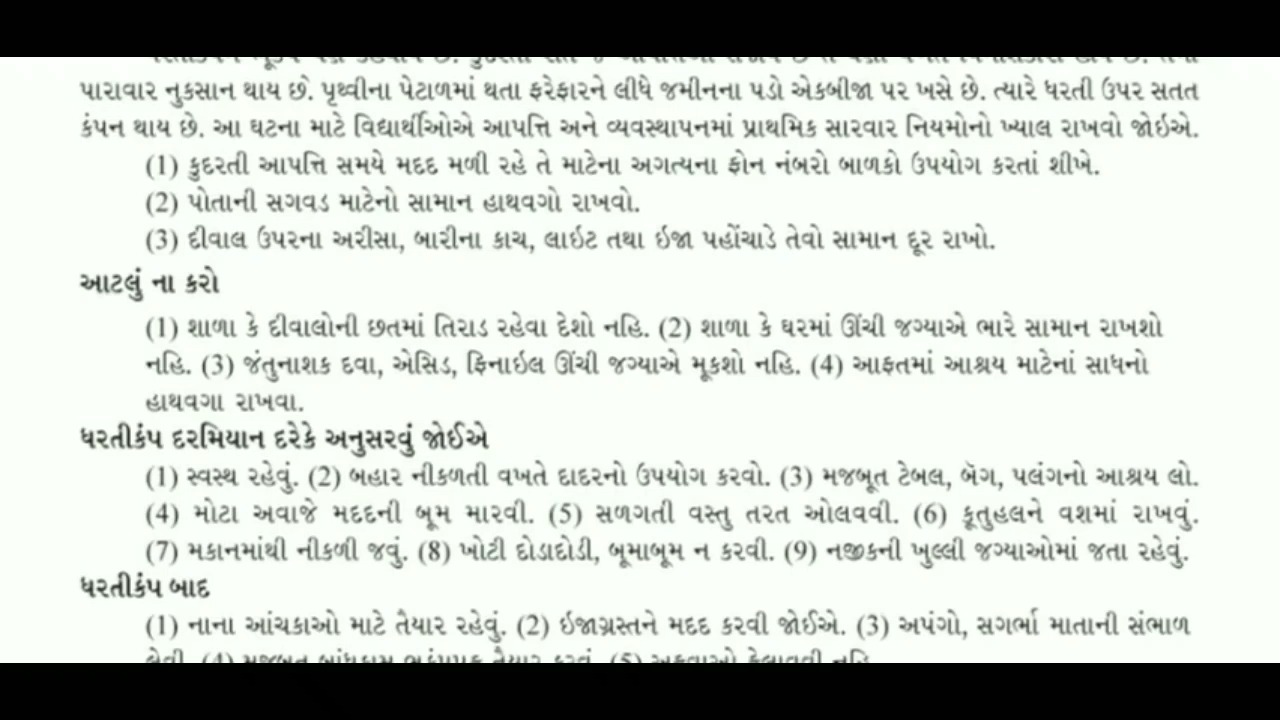 પારાવાર નુકસાન થાય છે. પૃથ્વીના પેટાળમાં થતા ફરેફારને લીધે જમીનના પડો એકબીજા પર ખસે છે. ત્યારે ધરતી ઉપર સતત
કંપન થાય છે. આ ઘટના માટે વિદ્યાર્થીઓએ આપત્તિ અને વ્યવસ્થાપનમાં પ્રાથમિક સારવાર નિયમોનો ખ્યાલ રાખવો જોઇએ.
(1) કુદરતી આપત્તિ સમયે મદદ મળી રહે તે માટેના અગત્યના ફોન નંબરો બાળકો ઉપયોગ કરતાં શીખે.
(2) પોતાની સગવડ માટેનો સામાન હાથવગો રાખવો.
(3) દીવાલ ઉપરના અરીસા, બારીના કાચ, લાઇટ તથા ઇજા પહોંચાડે તેવો સામાન દૂર રાખો.
આટલું ના કરો
(1) શાળા કે દીવાલોની છતમાં તિરાડ રહેવા દેશો નહિ. (2) શાળા કે ઘરમાં ઊંચી જગ્યાએ ભારે સામાન રાખશો
નહિ. (3) જંતુનાશક દવા, એસિડ, ફિનાઇલ ઊંચી જગ્યાએ મૂકશો નહિ. (4) આફતમાં આશ્રય માટેનાં સાધનો
હાથવગા રાખવા.
ધરતીકંપ દરમિયાન દરેકે અનુસરવું જોઈએ
(1) સ્વસ્થ રહેવું. (2) બહાર નીકળતી વખતે દાદરનો ઉપયોગ કરવો. (3) મજબૂત ટેબલ, બૅગ, પલંગનો આશ્રય લો.
(4) મોટા અવાજે મદદની બૂમ મારવી. (5) સળગતી વસ્તુ તરત ઓલવવી. (6) કૂતુહલને વશમાં રાખવું.
(7) મકાનમાંથી નીકળી જવું. (8) ખોટી દોડાદોડી, બૂમાબૂમ ન કરવી. (9) નજીકની ખુલ્લી જગ્યાઓમાં જતા રહેવું.
ધરતીકંપ બાદ
(1) નાના આંચકાઓ માટે તૈયાર રહેવું. (2) ઇજાગ્રસ્તને મદદ કરવી જોઈએ. (3) અપંગો, સગર્ભા માતાની સંભાળ